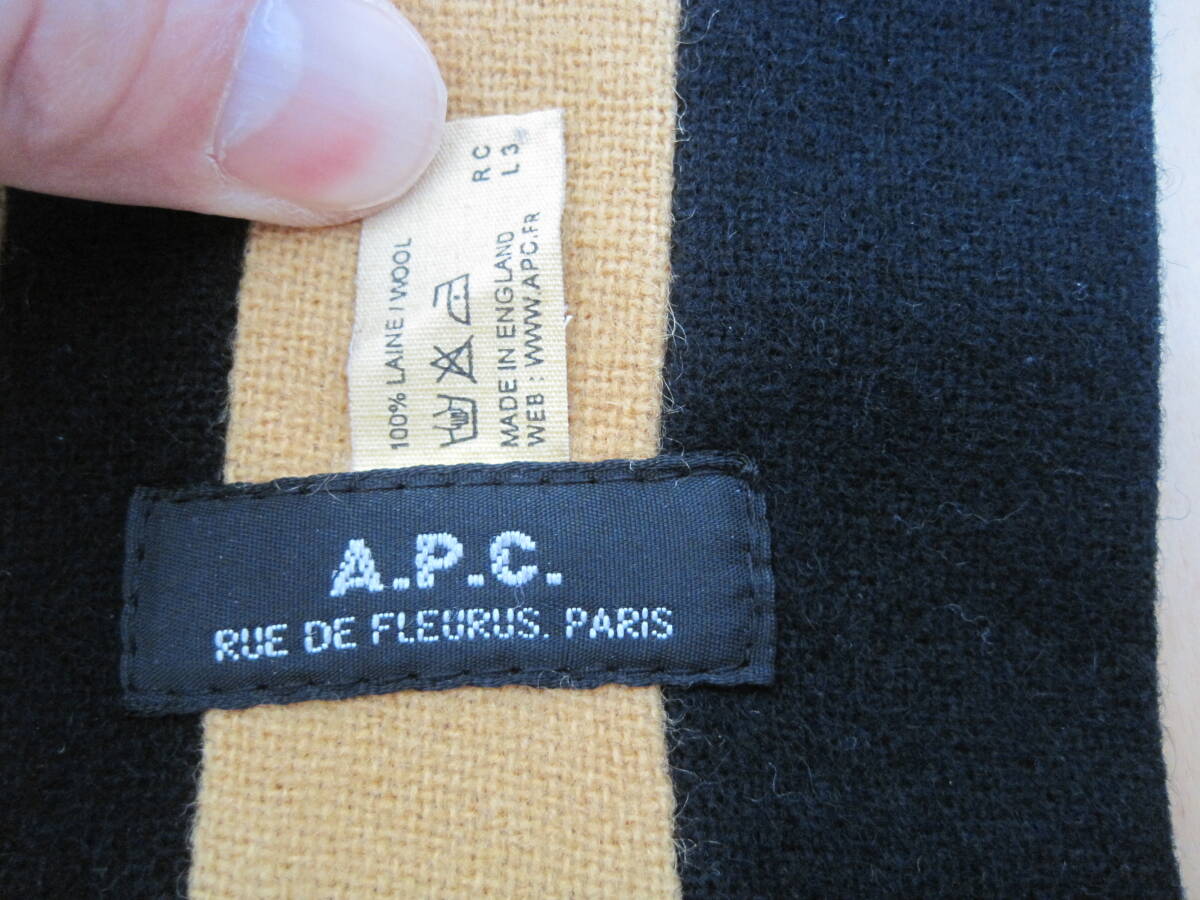 100% LAINE / WOOL
MADE IN ENGLAND
WEB : WWW.APC.FR
R C
L 3
A.P.C.
RUE DE FLEURUS. PARIS